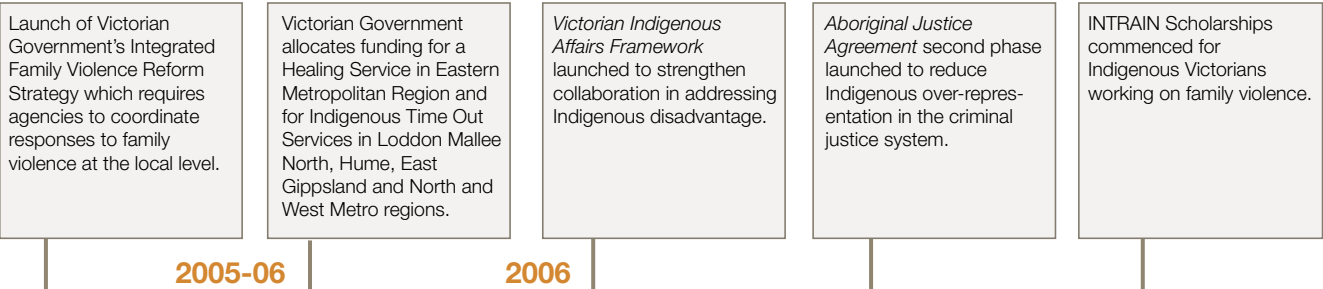 Launch of Victorian
Government's Integrated
Family Violence Reform
Strategy which requires
agencies to coordinate
responses to family
violence at the local level.
Victorian Government
allocates funding for a
Healing Service in Eastern
Metropolitan Region and
for Indigenous Time Out
Services in Loddon Mallee
North, Hume, East
Gippsland and North and
West Metro regions.
Victorian Indigenous
Affairs Framework
launched to strengthen
collaboration in addressing
Indigenous disadvantage.
Aboriginal Justice
Agreement second phase
launched to reduce
Indigenous over-repres-
entation in the criminal
justice system.
INTRAIN Scholarships
commenced for
Indigenous Victorians
working on family violence.
2005-06
2006